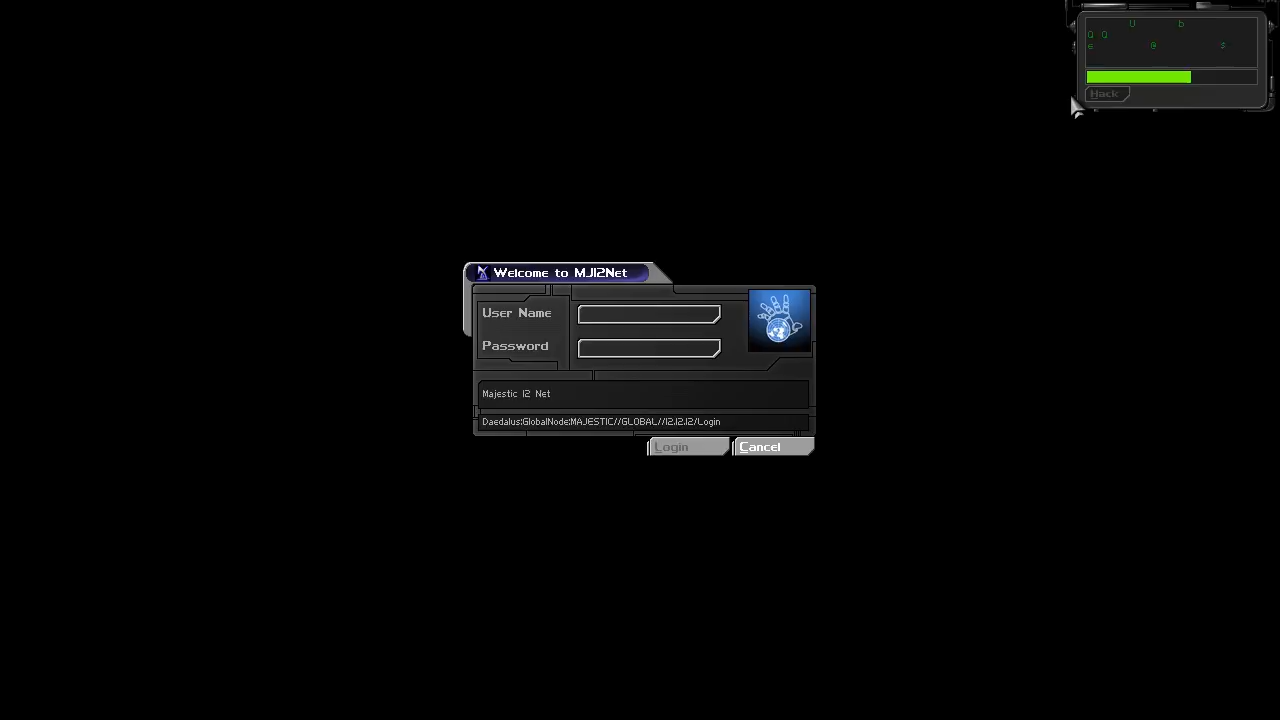 U b
Q Q
e @ $
Hack
Welcome to MJ12Net
User Name
Password
Majestic 12 Net
Daedalus:GlobalNode:MAJESTIC//GLOBAL//12.12.12/Login
Login
Cancel